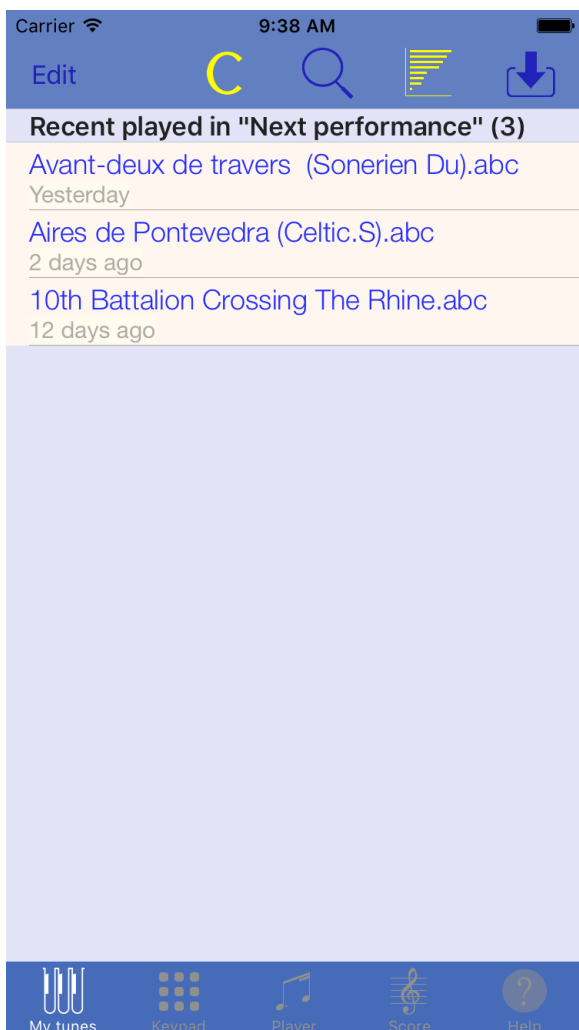 Carrier 9:38 AM
Edit C
Recent played in "Next performance" (3)
Avant-deux de travers  (Sonerien Du).abc
Yesterday
Aires de Pontevedra (Celtic.S).abc
2 days ago
10th Battalion Crossing The Rhine.abc
12 days ago
My tunes Keypad Player Score Help